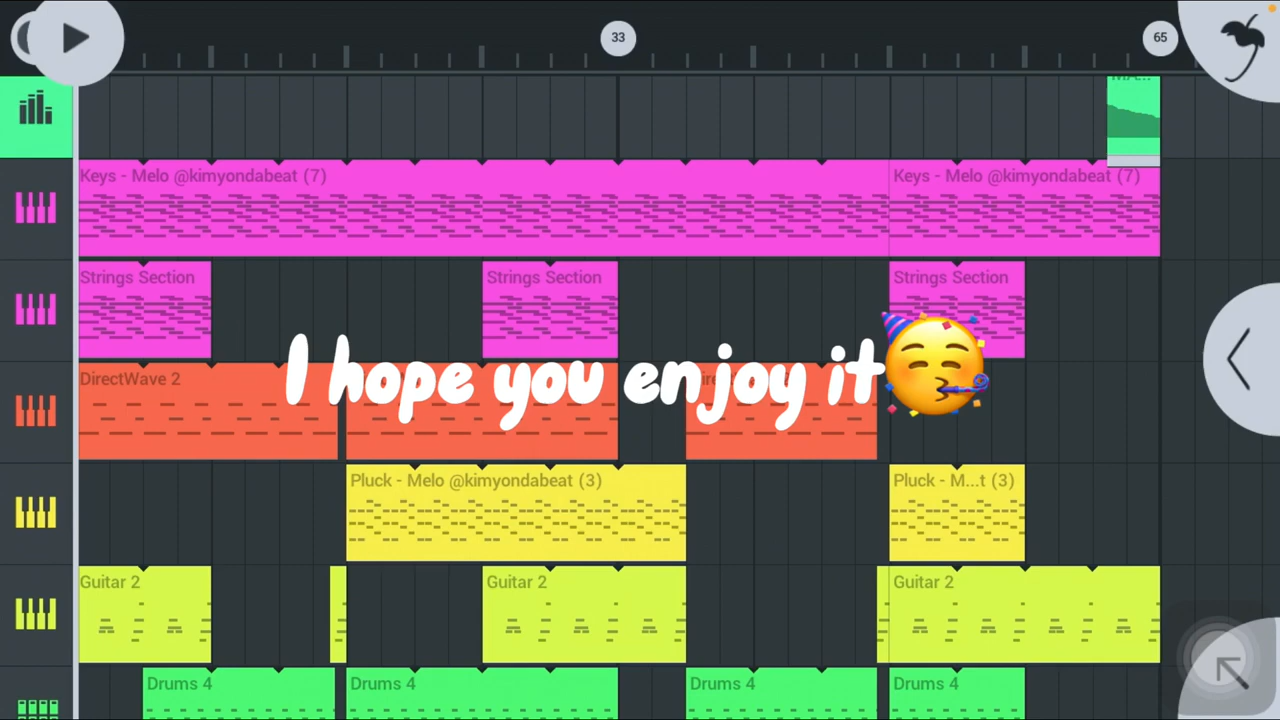 33
65
MA...
Keys - Melo @kimyondabeat (7)
Keys - Melo @kimyondabeat (7)
Strings Section
Strings Section
Strings Section
I hope you enjoy it
DirectWave 2
Pluck - Melo @kimyondabeat (3)
Pluck - M...t (3)
Guitar 2
Guitar 2
Guitar 2
Drums 4
Drums 4
Drums 4
Drums 4